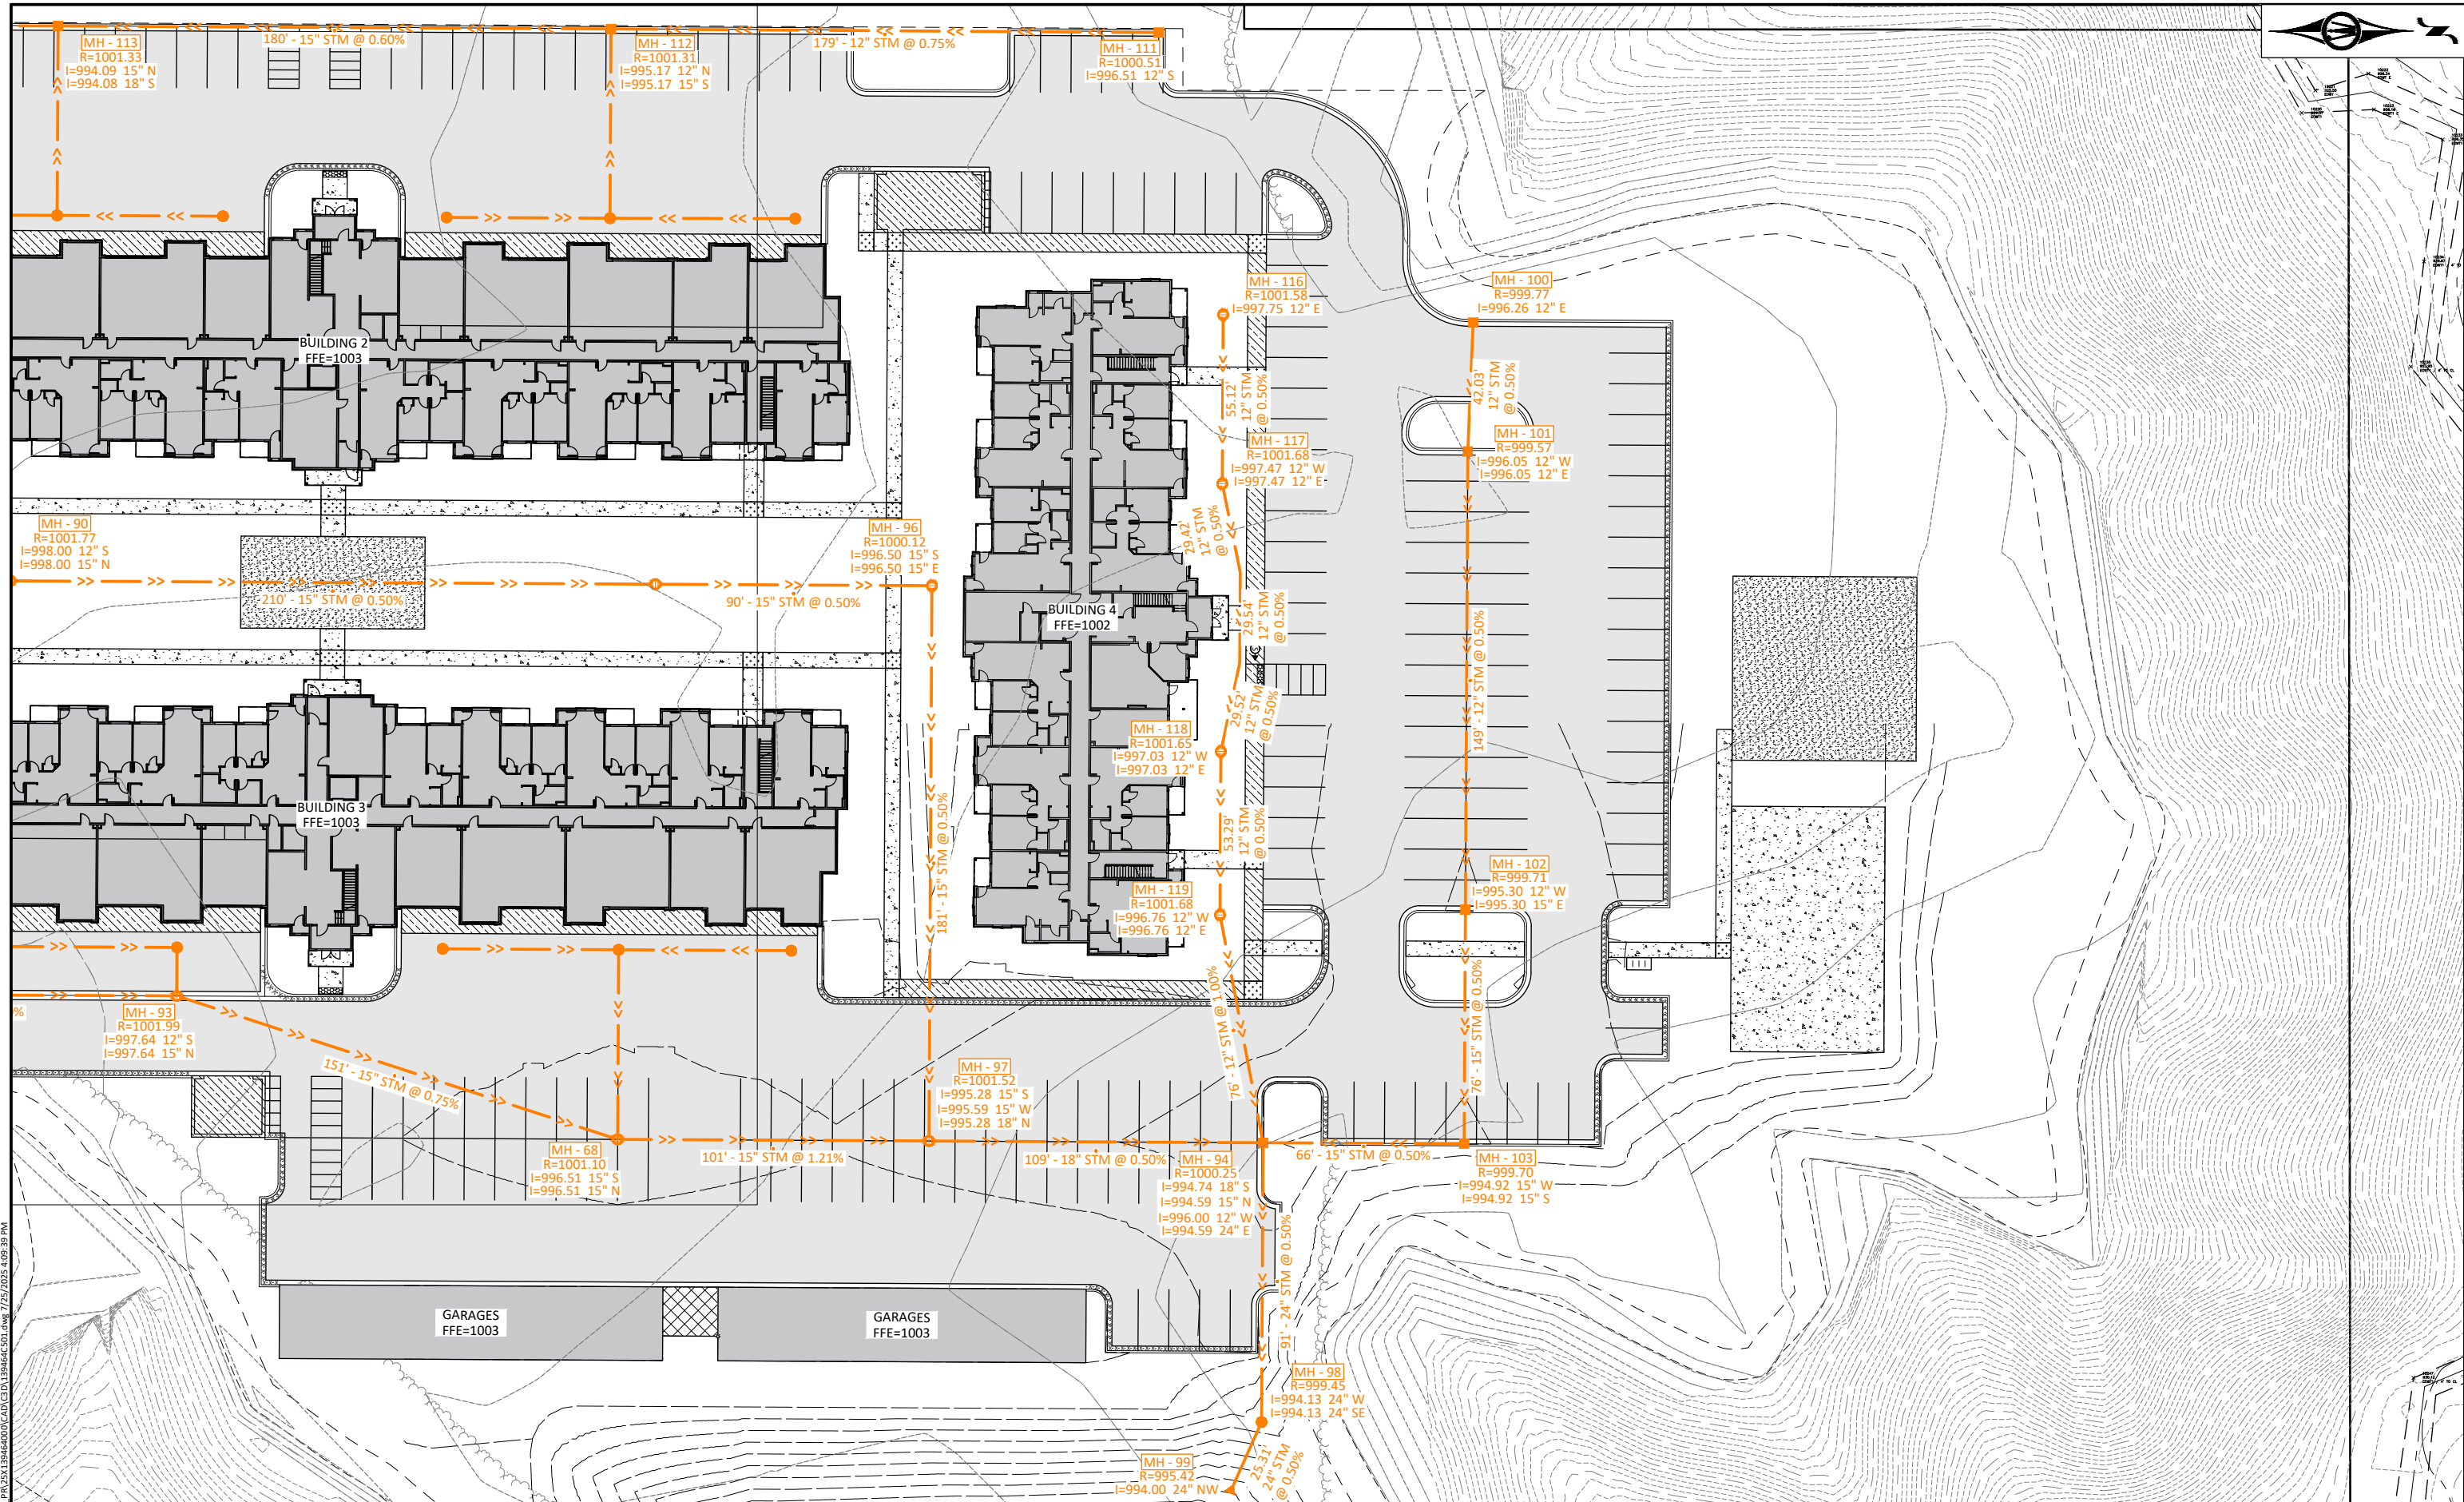 MH - 113
R=1001.33
I=994.09 15" N
I=994.08 18" S
180' - 15" STM @ 0.60%
MH - 112
R=1001.31
I=995.17 12" N
I=995.17 15" S
179' - 12" STM @ 0.75%
MH - 111
R=1000.51
I=996.51 12" S
MH - 116
R=1001.58
I=997.75 12" E
MH - 100
R=999.77
I=996.26 12" E
BUILDING 2
FFE=1003
55.12'
12" STM
@ 0.50%
42.03'
12" STM
@ 0.50%
MH - 117
R=1001.68
I=997.47 12" W
I=997.47 12" E
MH - 101
R=999.57
I=996.05 12" W
I=996.05 12" E
MH - 90
R=1001.77
I=998.00 12" S
I=998.00 15" N
MH - 96
R=1000.12
I=996.50 15" S
I=996.50 15" E
29.42'
12" STM
@ 0.50%
210' - 15" STM @ 0.50%
90' - 15" STM @ 0.50%
BUILDING 4
FFE=1002
29.54'
12" STM
@ 0.50%
149' - 12" STM @ 0.50%
29.52'
12" STM
@ 0.50%
MH - 118
R=1001.65
I=997.03 12" W
I=997.03 12" E
BUILDING 3
FFE=1003
181' - 15" STM @ 0.50%
53.29'
12" STM
@ 0.50%
MH - 119
R=1001.68
I=996.76 12" W
I=996.76 12" E
MH - 102
R=999.71
I=995.30 12" W
I=995.30 15" E
%
MH - 93
R=1001.99
I=997.64 12" S
I=997.64 15" N
151' - 15" STM @ 0.75%
76' - 12" STM @ 1.00%
76' - 15" STM @ 0.50%
MH - 97
R=1001.52
I=995.28 15" S
I=995.59 15" W
I=995.28 18" N
MH - 68
R=1001.10
I=996.51 15" S
I=996.51 15" N
101' - 15" STM @ 1.21%
109' - 18" STM @ 0.50%
MH - 94
R=1000.25
I=994.74 18" S
I=994.59 15" N
I=996.00 12" W
I=994.59 24" E
66' - 15" STM @ 0.50%
MH - 103
R=999.70
I=994.92 15" W
I=994.92 15" S
91' - 24" STM @ 0.50%
GARAGES
FFE=1003
GARAGES
FFE=1003
MH - 98
R=999.45
I=994.13 24" W
I=994.13 24" SE
25.31'
24" STM
@ 0.50%
MH - 99
R=995.42
I=994.00 24" NW
PR\25X139464000\CAD\C3D\139464C501.dwg 7/25/2025 4:09:39 PM